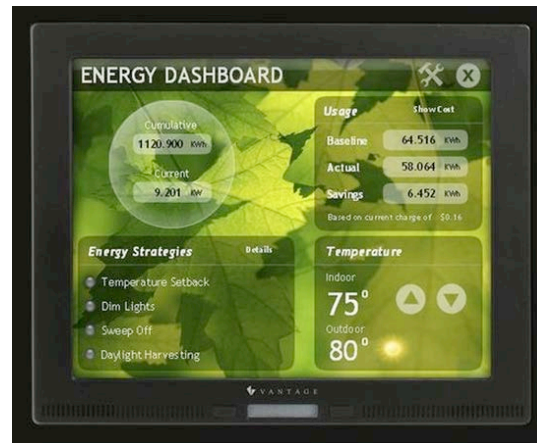 ENERGY DASHBOARD
Cumulative
1120.900 KWh
Current
9.201 KW
Usage Show Cost
Baseline 64.516 KWh
Actual 58.064 KWh
Savings 6.452 KWh
Based on current charge of $0.16
Energy Strategies Details
Temperature Setback
Dim Lights
Sweep Off
Daylight Harvesting
Temperature
Indoor
75°
Outdoor
80°
VANTAGE